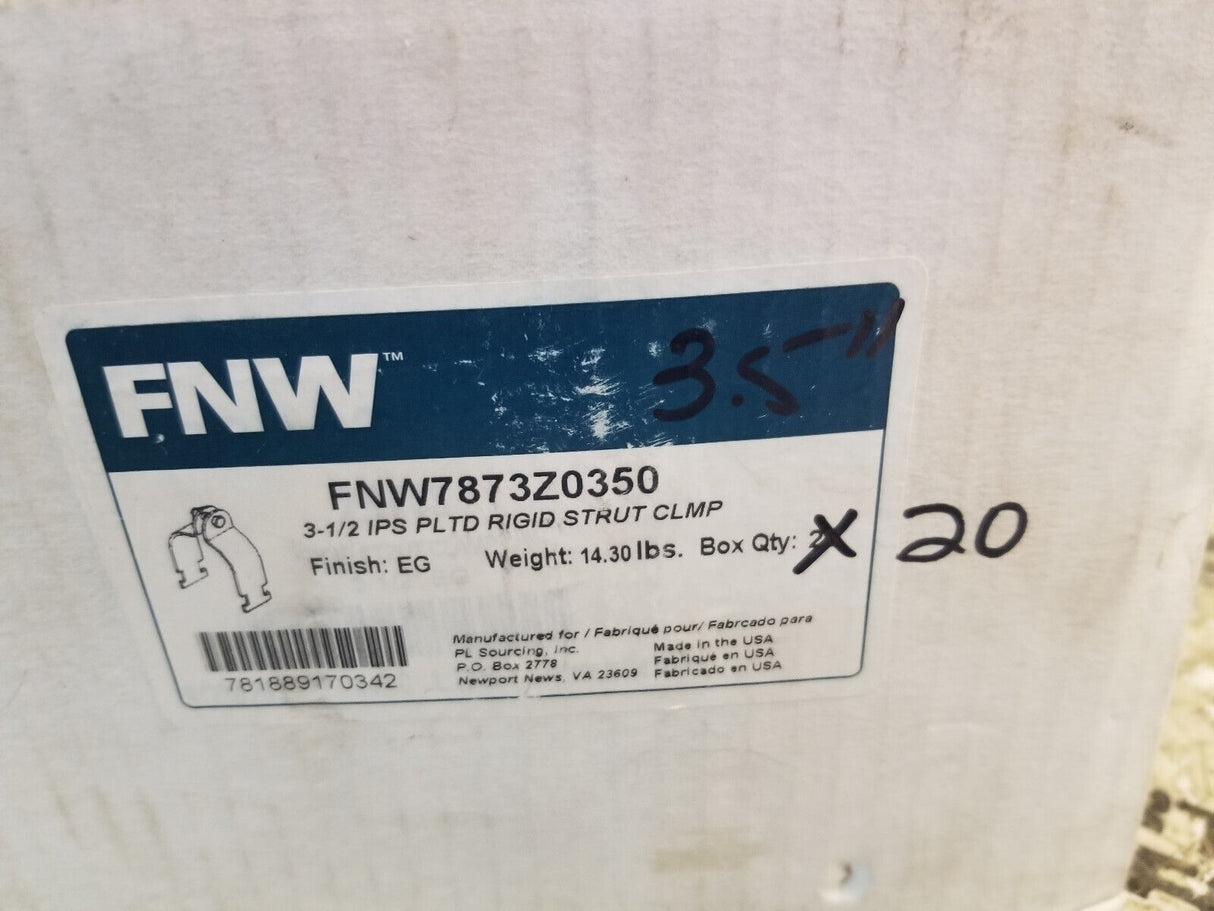 FNW™ 3.5"
FNW7873Z0350
3-1/2 IPS PLTD RIGID STRUT CLMP
Finish: EG Weight: 14.30 lbs. Box Qty: 20
Manufactured for / Fabriqué pour/ Fabrcado para
PL Sourcing, Inc. Made in the USA
P.O. Box 2778 Fabriqué en USA
Newport News, VA 23609 Fabricado en USA
781889170342